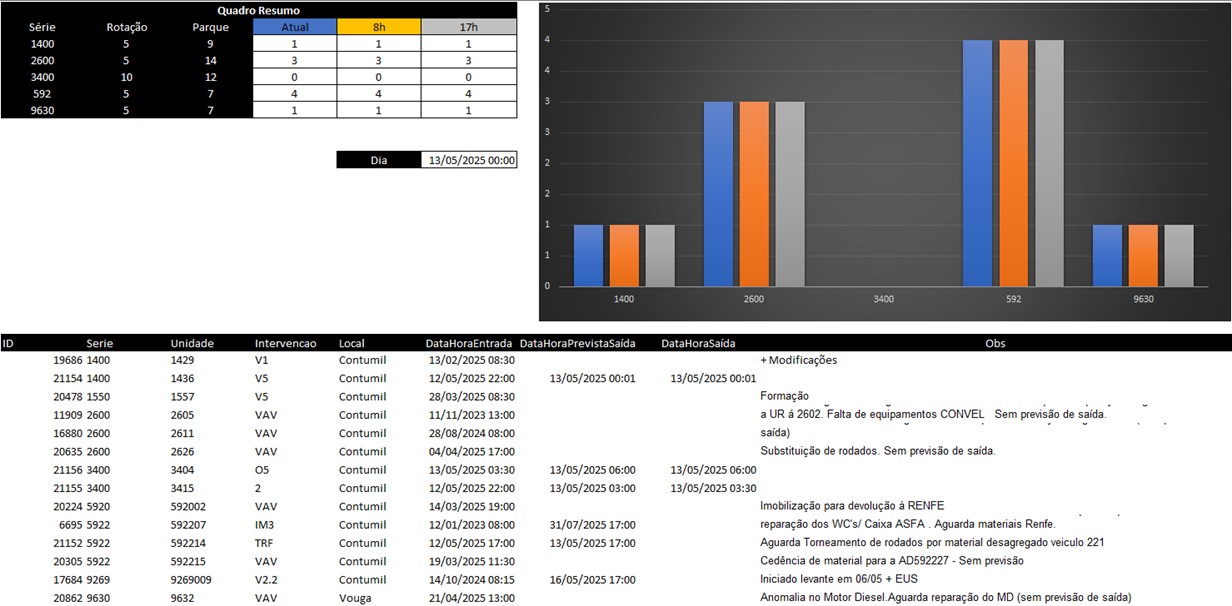 Quadro Resumo
Série Rotação Parque Atual 8h 17h
1400 5 9 1 1 1
2600 5 14 3 3 3
3400 10 12 0 0 0
592 5 7 4 4 4
9630 5 7 1 1 1
Dia 13/05/2025 00:00
5
4
4
3
3
2
2
1
1
0
1400 2600 3400 592 9630
ID Serie Unidade Intervencao Local DataHoraEntrada DataHoraPrevistaSaída DataHoraSaída Obs
19686 1400 1429 V1 Contumil 13/02/2025 08:30 + Modificações
21154 1400 1436 V5 Contumil 12/05/2025 22:00 13/05/2025 00:01 13/05/2025 00:01
20478 1550 1557 V5 Contumil 28/03/2025 08:30 Formação
11909 2600 2605 VAV Contumil 11/11/2023 13:00 a UR á 2602. Falta de equipamentos CONVEL Sem previsão de saída.
16880 2600 2611 VAV Contumil 28/08/2024 08:00 saída)
20635 2600 2626 VAV Contumil 04/04/2025 17:00 Substituição de rodados. Sem previsão de saída.
21156 3400 3404 O5 Contumil 13/05/2025 03:30 13/05/2025 06:00 13/05/2025 06:00
21155 3400 3415 2 Contumil 12/05/2025 22:00 13/05/2025 03:00 13/05/2025 03:30
20224 5920 592002 VAV Contumil 14/03/2025 19:00 Imobilização para devolução à RENFE
6695 5922 592207 IM3 Contumil 12/01/2023 08:00 31/07/2025 17:00 reparação dos WC's/ Caixa ASFA . Aguarda materiais Renfe.
21152 5922 592214 TRF Contumil 12/05/2025 17:00 13/05/2025 17:00 Aguarda Torneamento de rodados por material desagregado veiculo 221
20305 5922 592215 VAV Contumil 19/03/2025 11:30 Cedência de material para a AD592227 - Sem previsão
17684 9269 9269009 V2.2 Contumil 14/10/2024 08:15 16/05/2025 17:00 Iniciado levante em 06/05 + EUS
20862 9630 9632 VAV Vouga 21/04/2025 13:00 Anomalia no Motor Diesel.Aguarda reparação do MD (sem previsão de saída)